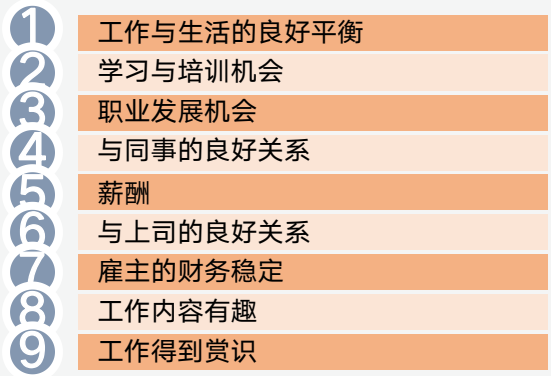 1 工作与生活的良好平衡
2 学习与培训机会
3 职业发展机会
4 与同事的良好关系
5 薪酬
6 与上司的良好关系
7 雇主的财务稳定
8 工作内容有趣
9 工作得到赏识